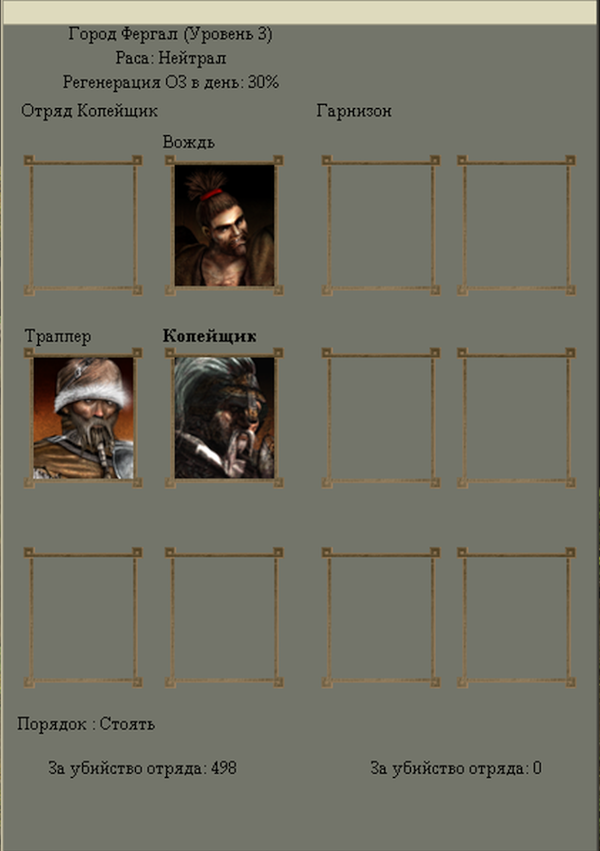 Город Фергал (Уровень 3)
Раса: Нейтрал
Регенерация ОЗ в день: 30%
Отряд Копейщик Гарнизон
Вождь
Траппер Копейщик
Порядок : Стоять
За убийство отряда: 498 За убийство отряда: 0